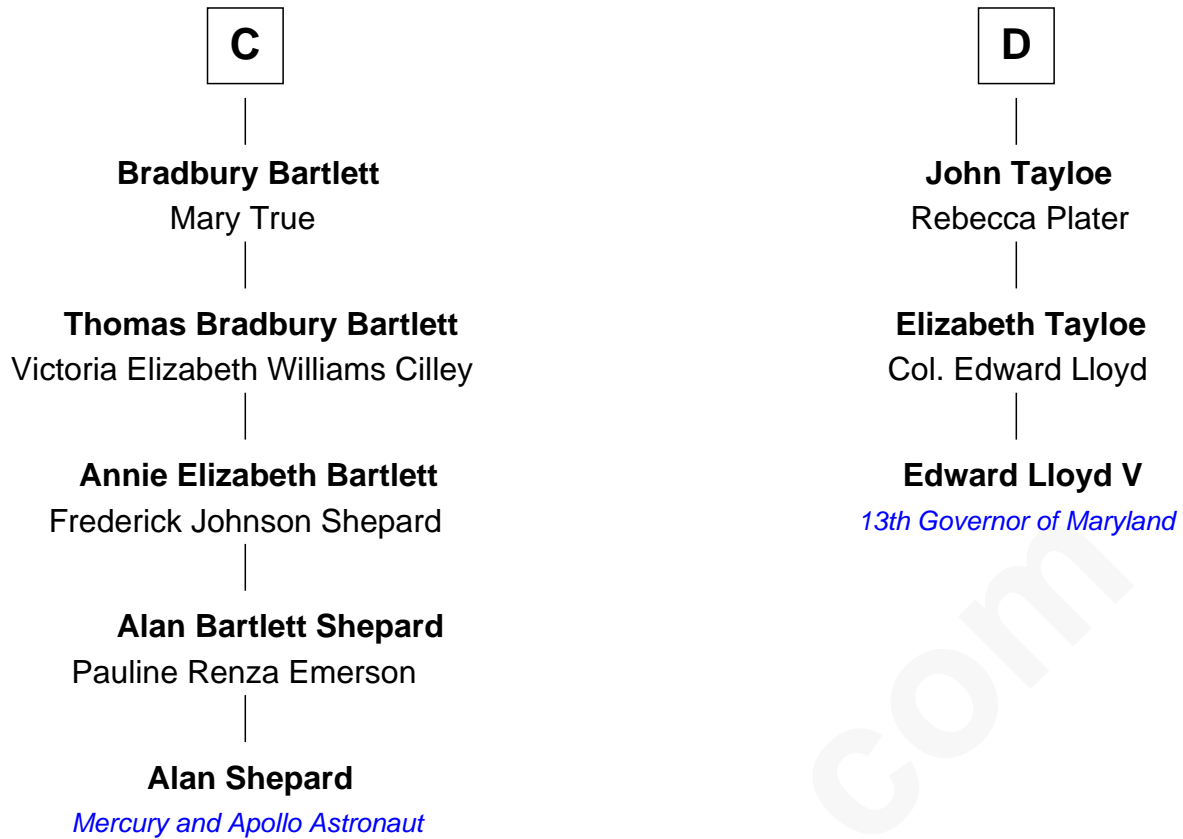 C
Bradbury Bartlett
Mary True
Thomas Bradbury Bartlett
Victoria Elizabeth Williams Cilley
Annie Elizabeth Bartlett
Frederick Johnson Shepard
Alan Bartlett Shepard
Pauline Renza Emerson
Alan Shepard
Mercury and Apollo Astronaut
D
John Tayloe
Rebecca Plater
Elizabeth Tayloe
Col. Edward Lloyd
Edward Lloyd V
13th Governor of Maryland
com